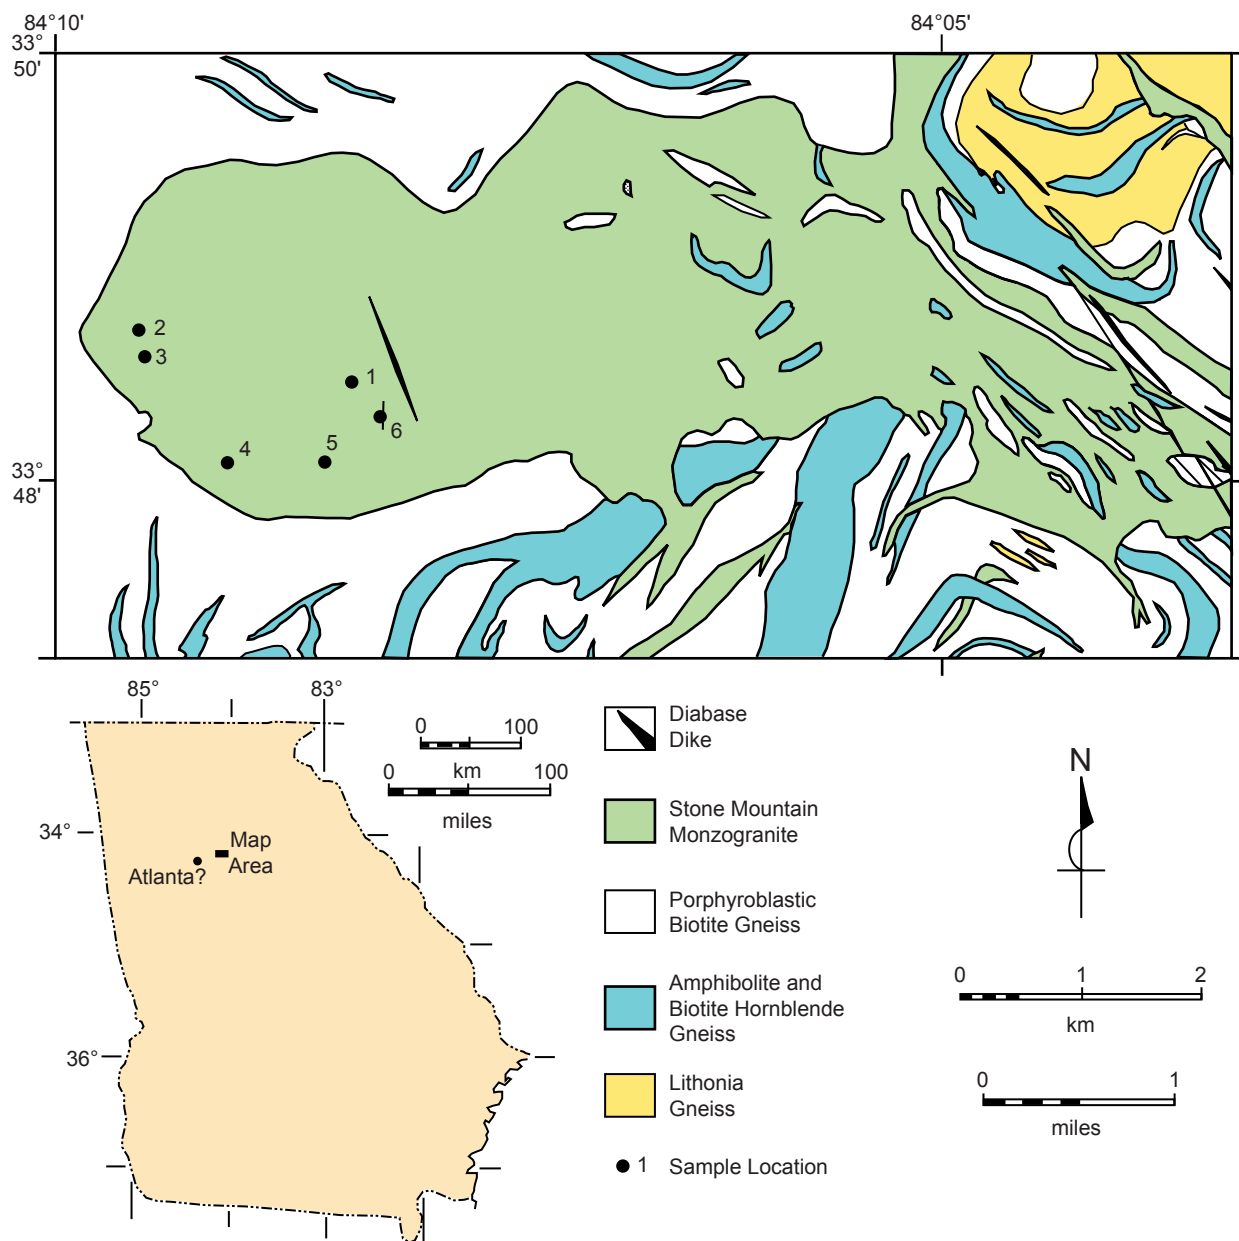 84°10'
84°05'
33°
50'
2
3
1
6
5
4
33°
48'
85°
83°
0
100
km
0
100
miles
34°
Map
Area
Atlanta?
36°
Diabase
Dike
Stone Mountain
Monzogranite
Porphyroblastic
Biotite Gneiss
Amphibolite and
Biotite Hornblende
Gneiss
Lithonia
Gneiss
1
Sample Location
N
0
1
2
km
0
1
miles